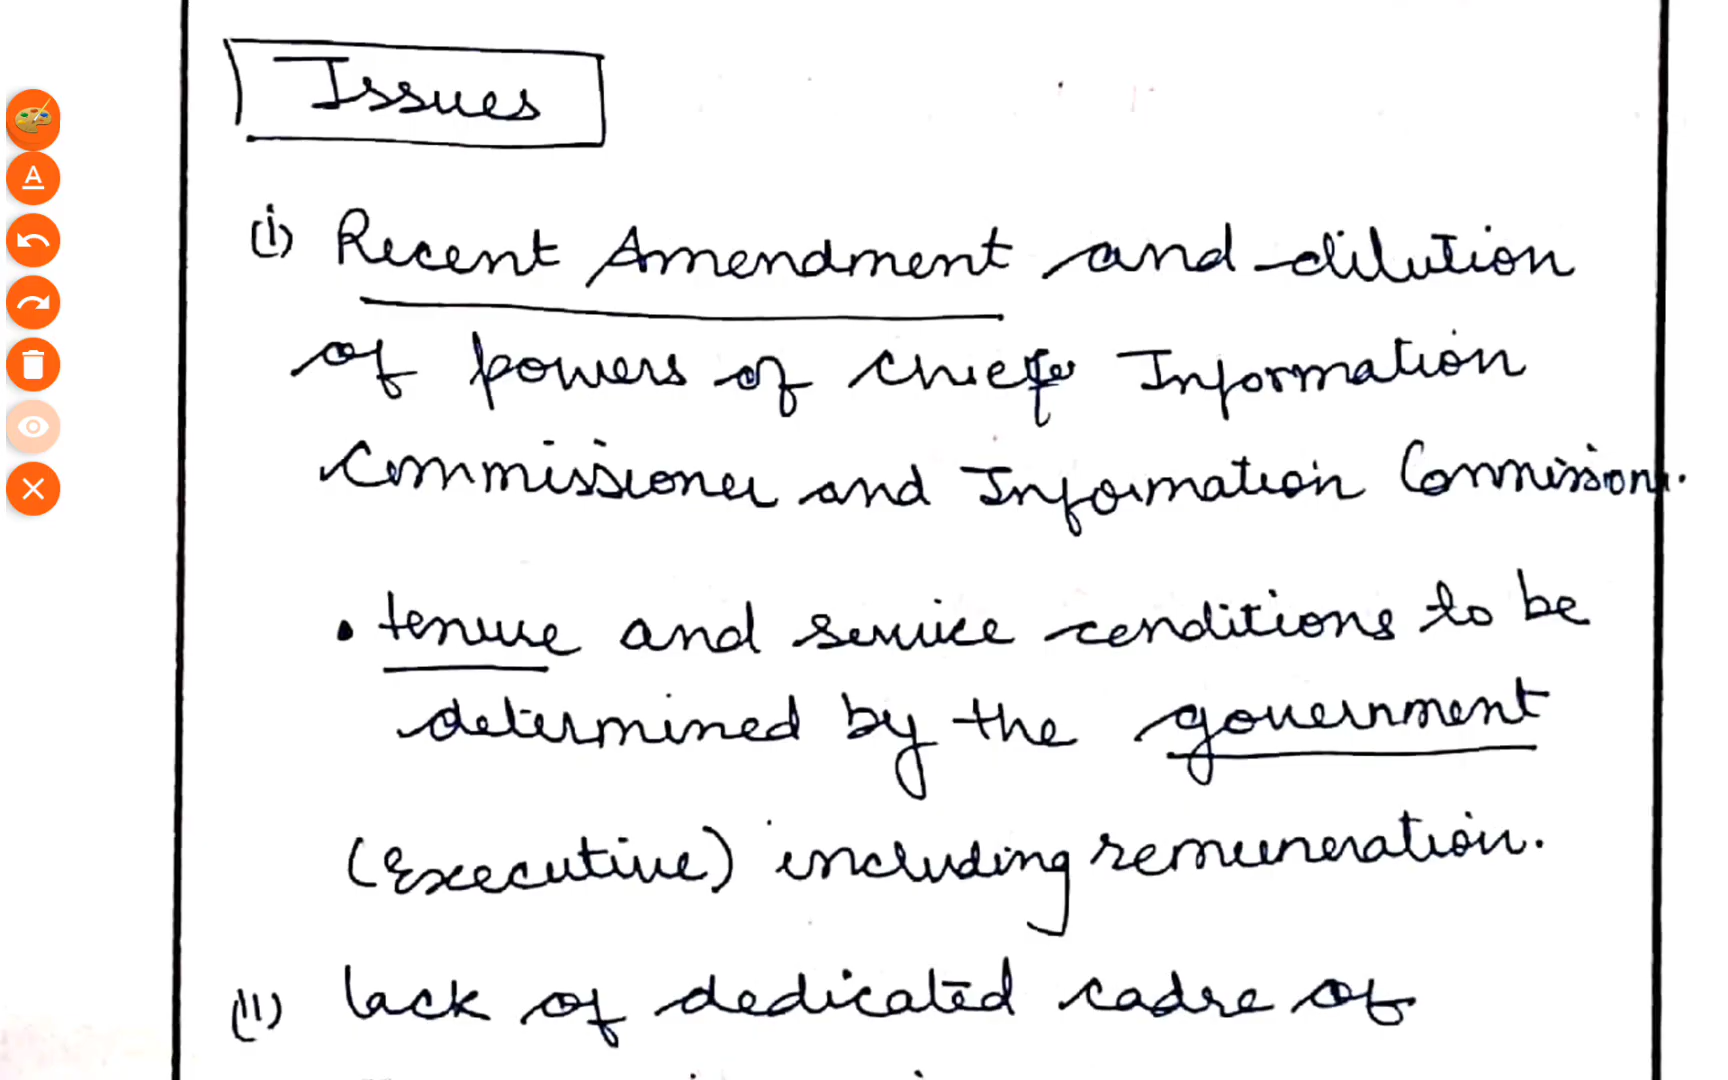 Issues
(i) Recent Amendment and dilution
of powers of chief Information
Commissioner and Information Commission.
• tenure and service conditions to be
determined by the government
(Executive) including remuneration.
(ii) lack of dedicated cadre of